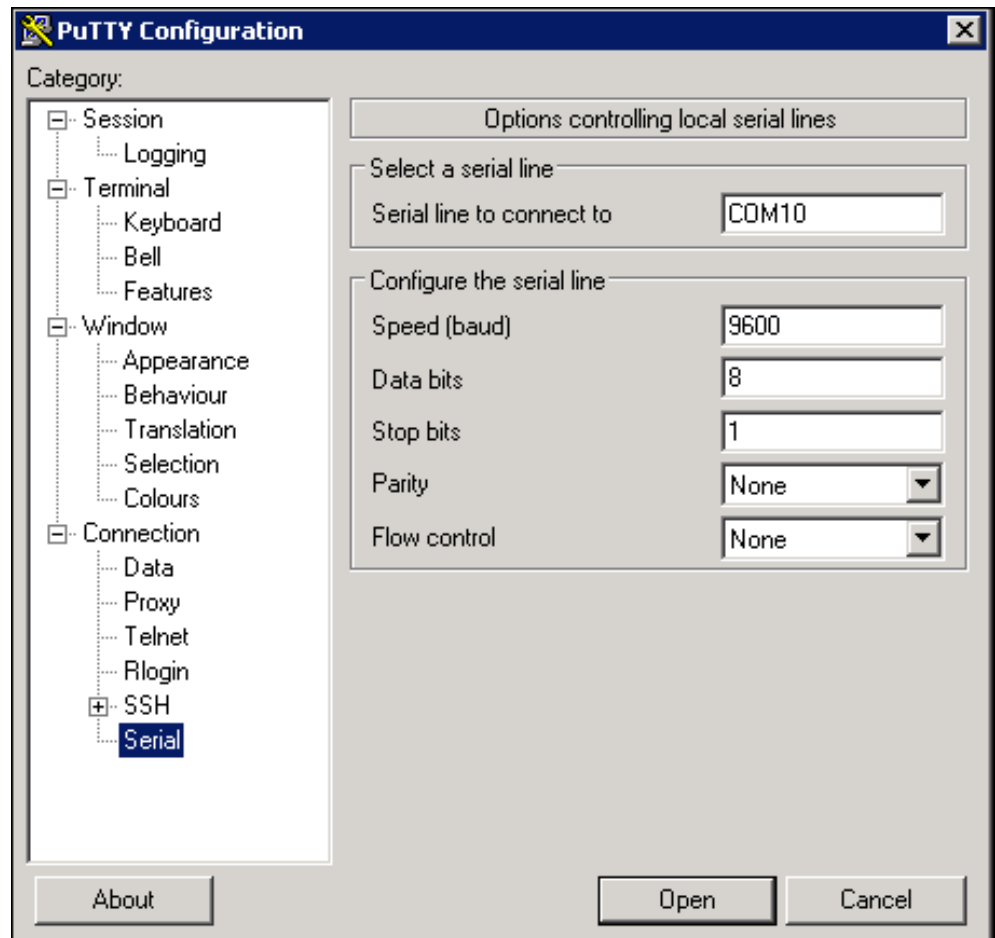 PuTTY Configuration
Category:
Session
Logging
Terminal
Keyboard
Bell
Features
Window
Appearance
Behaviour
Translation
Selection
Colours
Connection
Data
Proxy
Telnet
Rlogin
SSH
Serial
Options controlling local serial lines
Select a serial line
Serial line to connect to COM10
Configure the serial line
Speed (baud) 9600
Data bits 8
Stop bits 1
Parity None
Flow control None
About Open Cancel